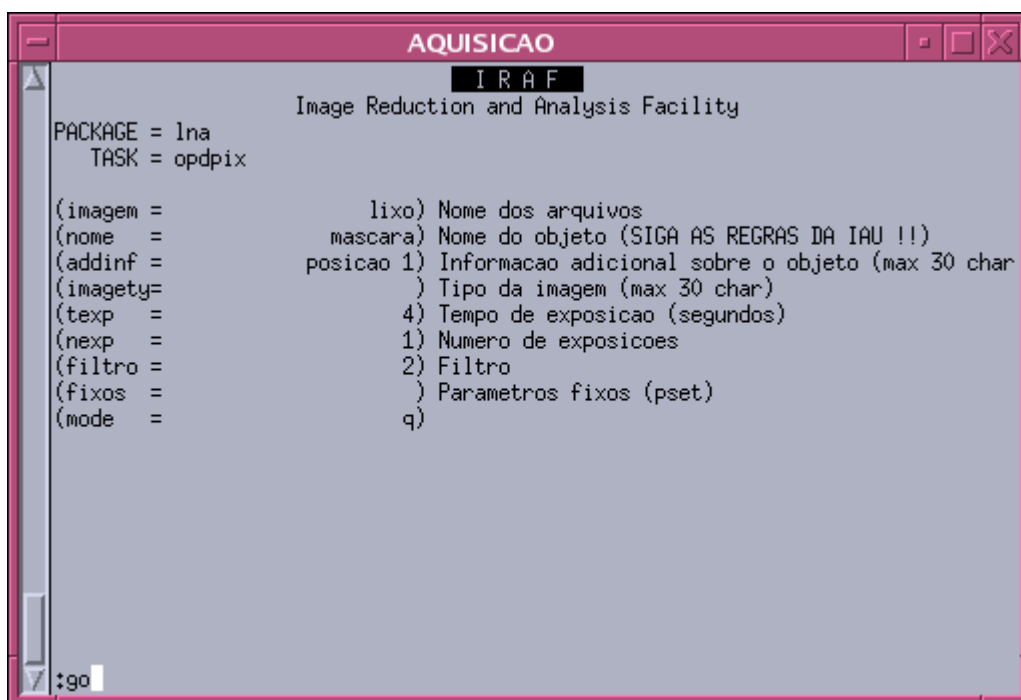 AQUISICAO
I R A F
Image Reduction and Analysis Facility
PACKAGE = lna
TASK = opdpix
(imagem = lixo) Nome dos arquivos
(nome = mascara) Nome do objeto (SIGA AS REGRAS DA IAU !!)
(addinf = posicao 1) Informacao adicional sobre o objeto (max 30 char
(imagety= ) Tipo da imagem (max 30 char)
(texp = 4) Tempo de exposicao (segundos)
(nexp = 1) Numero de exposicoes
(filtro = 2) Filtro
(fixos = ) Parametros fixos (pset)
(mode = q)
:go